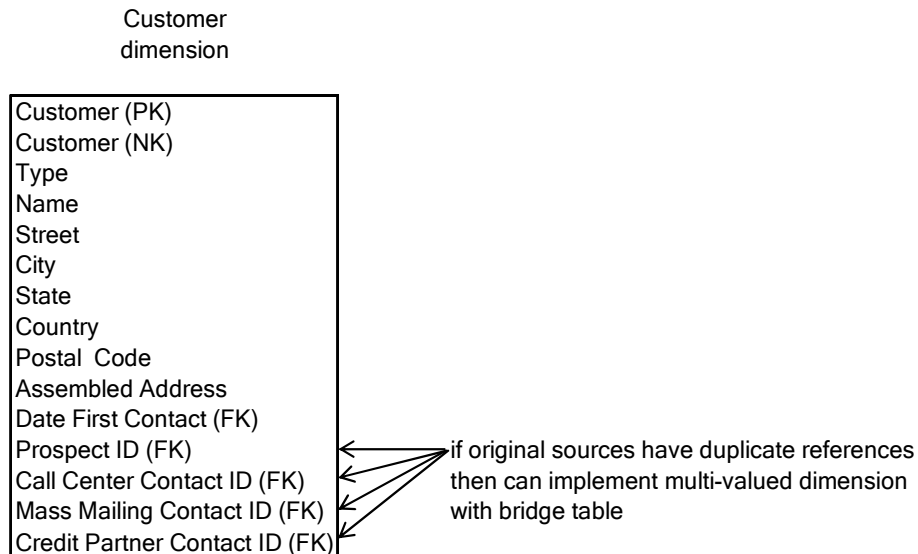 Customer
dimension
Customer (PK)
Customer (NK)
Type
Name
Street
City
State
Country
Postal Code
Assembled Address
Date First Contact (FK)
Prospect ID (FK)
Call Center Contact ID (FK)
Mass Mailing Contact ID (FK)
Credit Partner Contact ID (FK)
if original sources have duplicate references
then can implement multi-valued dimension
with bridge table